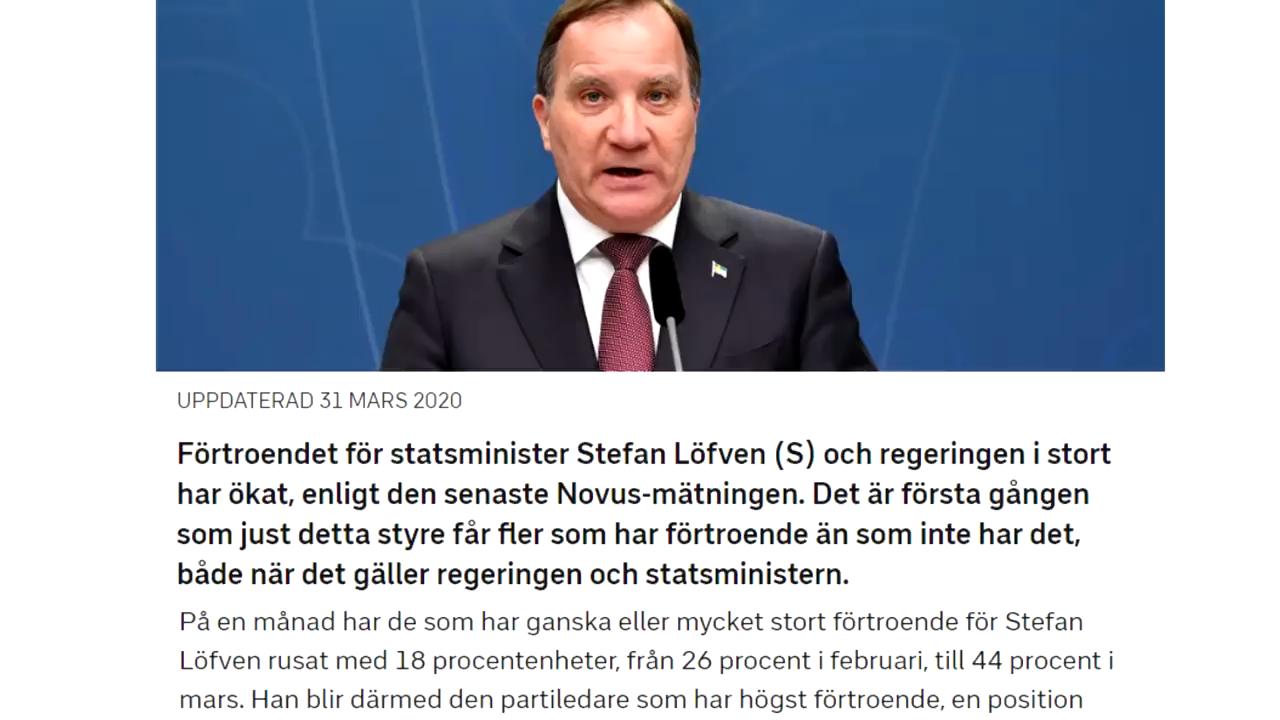 UPPDATERAD 31 MARS 2020
Förtroendet för statsminister Stefan Löfven (S) och regeringen i stort
har ökat, enligt den senaste Novus-mätningen. Det är första gången
som just detta styre får fler som har förtroende än som inte har det,
både när det gäller regeringen och statsministern.
På en månad har de som har ganska eller mycket stort förtroende för Stefan
Löfven rusat med 18 procentenheter, från 26 procent i februari, till 44 procent i
mars. Han blir därmed den partiledare som har högst förtroende, en position